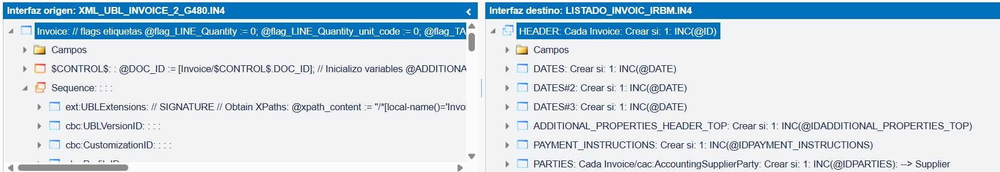 Interfaz origen: XML_UBL_INVOICE_2_G480.IN4
Invoice: // flags etiquetas @flag_LINE_Quantity := 0; @flag_LINE_Quantity_unit_code := 0; @flag_TA
Campos
$CONTROL$: : @DOC_ID := [Invoice/$CONTROL$.DOC_ID]; // Inicializo variables @ADDITIONA
Sequence: : : :
ext:UBLExtensions: // SIGNATURE // Obtain XPaths: @xpath_content := "/*[local-name()='Invoi
cbc:UBLVersionID: : : :
cbc:CustomizationID: : : :
Interfaz destino: LISTADO_INVOIC_IRBM.IN4
HEADER: Cada Invoice: Crear si: 1: INC(@ID)
Campos
DATES: Crear si: 1: INC(@DATE)
DATES#2: Crear si: 1: INC(@DATE)
DATES#3: Crear si: 1: INC(@DATE)
ADDITIONAL_PROPERTIES_HEADER_TOP: Crear si: 1: INC(@IDADDITIONAL_PROPERTIES_TOP)
PAYMENT_INSTRUCTIONS: Crear si: 1: INC(@IDPAYMENT_INSTRUCTIONS)
PARTIES: Cada Invoice/cac:AccountingSupplierParty: Crear si: 1: INC(@IDPARTIES): --> Supplier